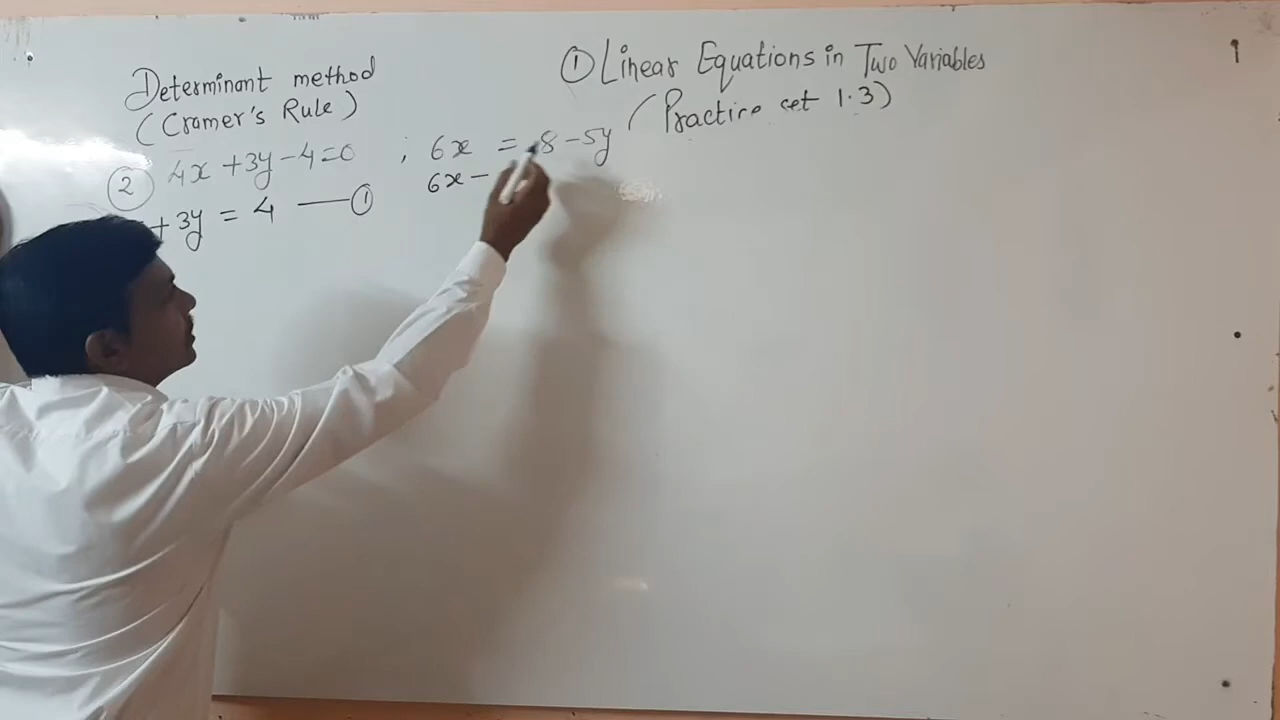 Determinant method
(Cramer's Rule)
① Linear Equations in Two Variables
(Practice set 1.3)
② 4x + 3y - 4 = 0 ; 6x = 8 - 5y
+ 3y = 4 —① 6x -